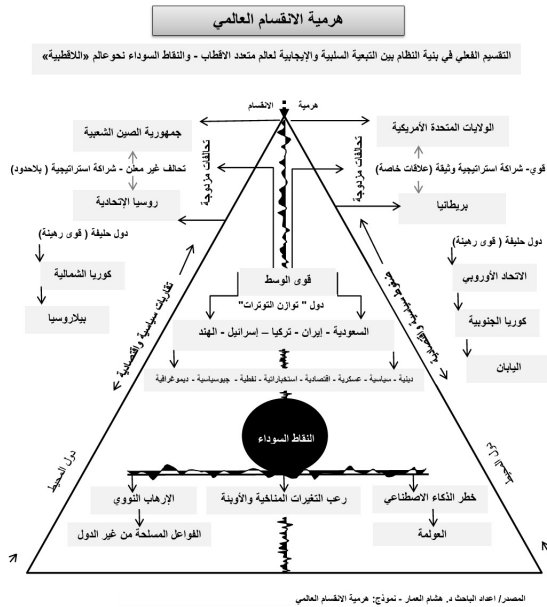 هرمية الانقسام العالمي
التقسيم الفعلي في بنية النظام بين التبعية السلبية والإيجابية لعالم متعدد الاقطاب - والنقاط السوداء نحوعالم «اللاقطبية»
هرمية الانقسام
الولايات المتحدة الأمريكية
جمهورية الصين الشعبية
تحالفات مزدوجة
تحالفات مزدوجة
قوي- شراكة استراتيجية وثيقة (علاقات خاصة)
تحالف غير معلن - شراكة استراتيجية ( بلاحدود)
بريطانيا
روسيا الإتحادية
دول حليفة ( قوى رهينة)
دول حليفة ( قوى رهينة)
الاتحاد الأوروبي
كوريا الشمالية
كوريا الجنوبية
بيلاروسيا
اليابان
تقاربات سياسية واقتصادية
سياسية
قوى الوسط
دول " توازن التوترات"
السعودية - إيران - تركيا – إسرائيل - الهند
دينية - سياسية - عسكرية - اقتصادية - استخباراتية - نفطية - جيوسياسية - ديموغرافية
النقاط السوداء
دول المحيط
دول المحيط
خطر الذكاء الاصطناعي
رعب التغيرات المناخية والأوبئة
الإرهاب النووي
العولمة
الفواعل المسلحة من غير الدول
المصدر/ اعداد الباحث د. هشام العمار - نموذج: هرمية الانقسام العالمي